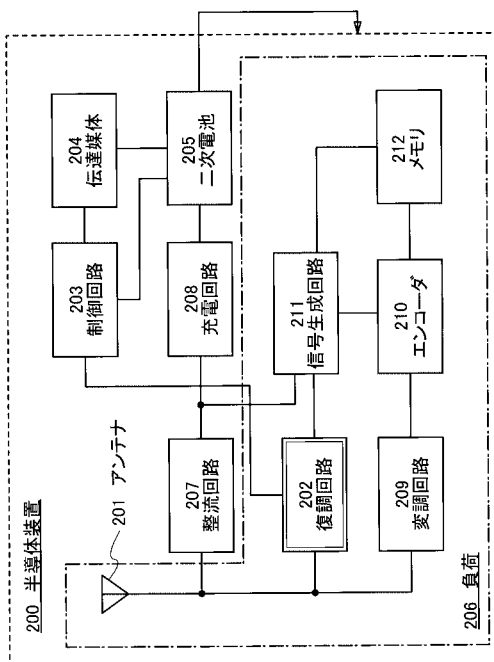 200 半導体装置
201 アンテナ
203
制御回路
204
伝達媒体
207
整流回路
208
充電回路
205
二次電池
202
復調回路
211
信号生成回路
209
変調回路
210
エンコーダ
212
メモリ
206 負荷